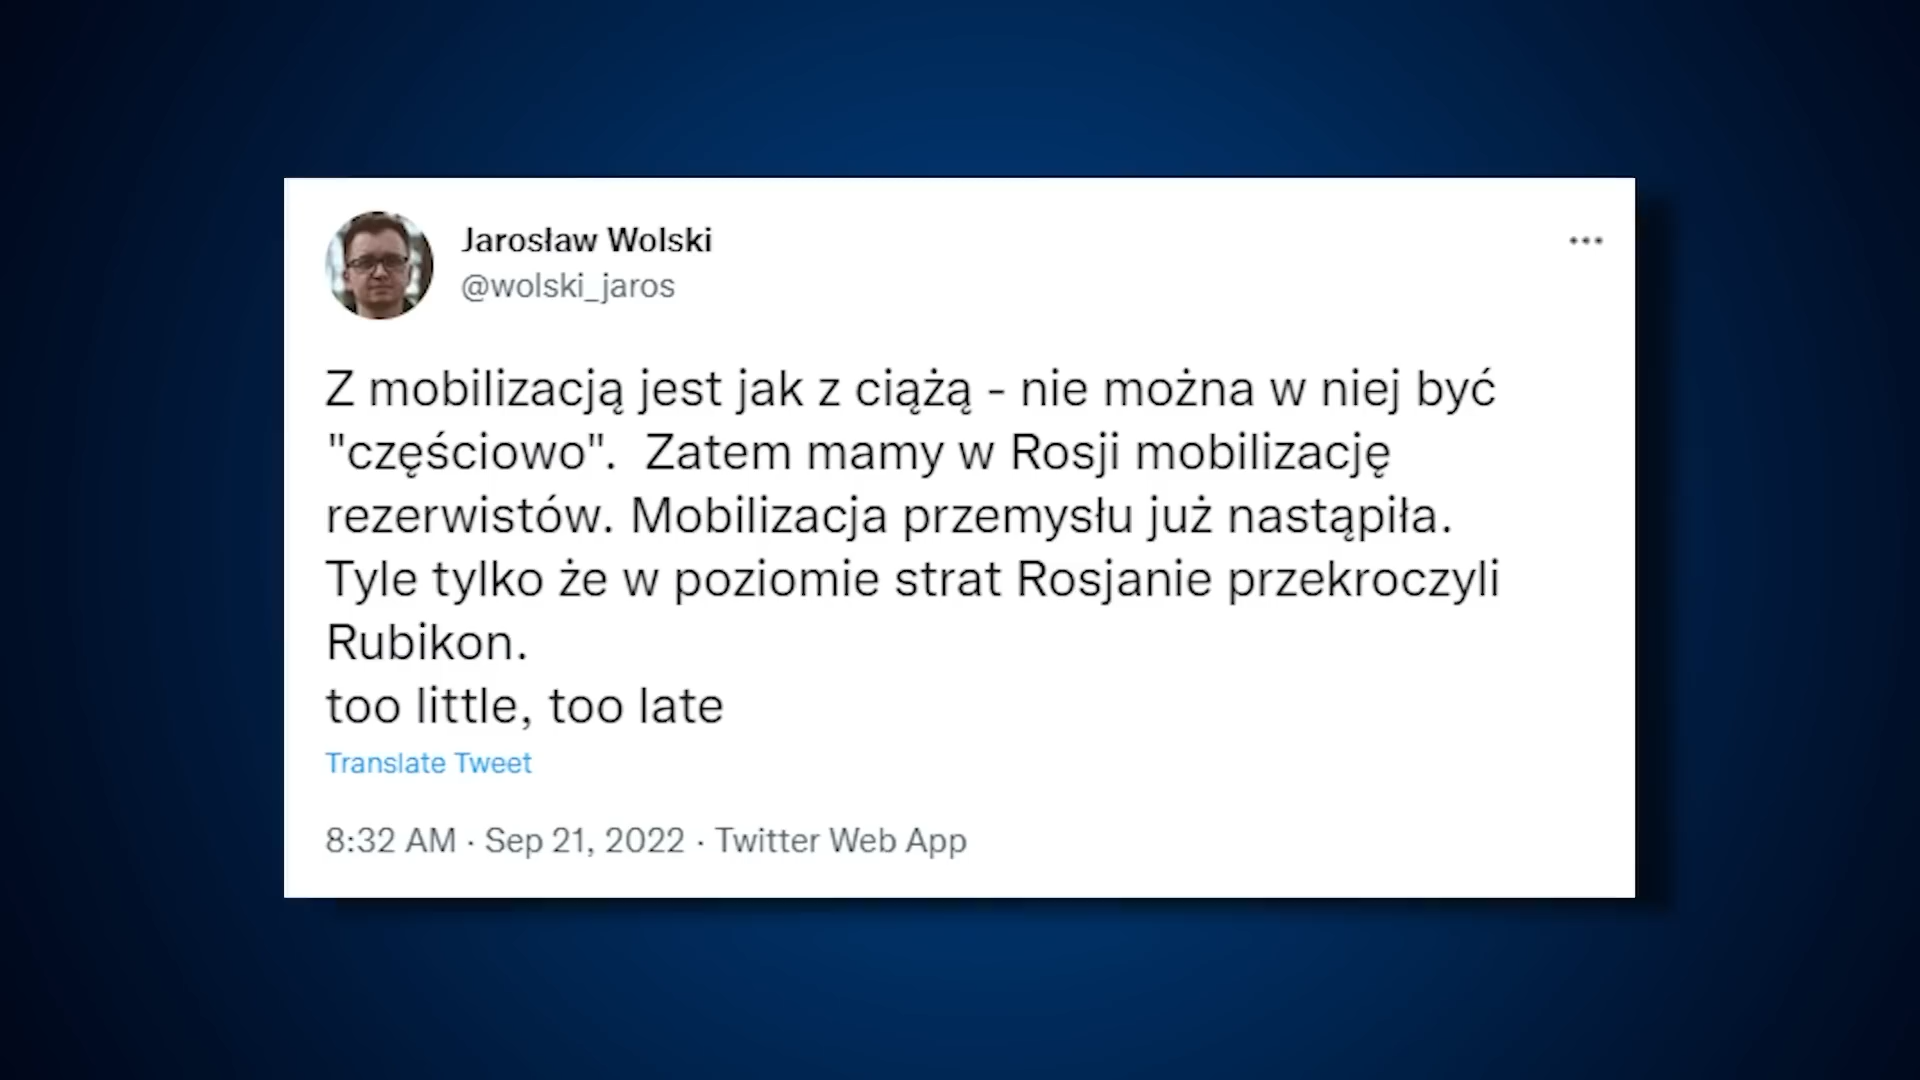 Jarosław Wolski
@wolski_jaros
Z mobilizacją jest jak z ciążą - nie można w niej być
"częściowo".  Zatem mamy w Rosji mobilizację
rezerwistów. Mobilizacja przemysłu już nastąpiła.
Tyle tylko że w poziomie strat Rosjanie przekroczyli
Rubikon.
too little, too late
Translate Tweet
8:32 AM · Sep 21, 2022 · Twitter Web App